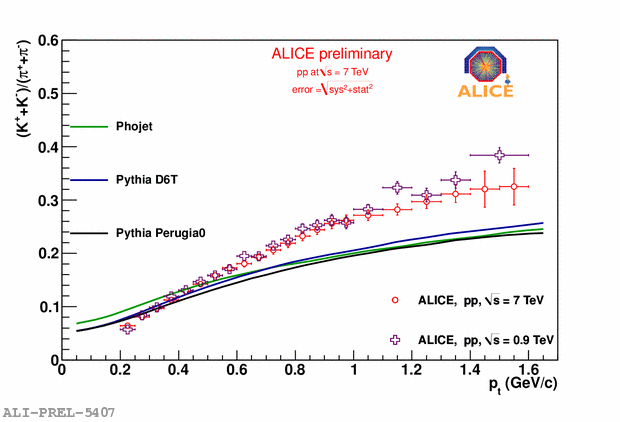 ALICE preliminary
pp at √s = 7 TeV
error = √sys²+stat²
ALICE
(K⁺+K⁻)/(π⁺+π⁻)
0.6
0.5
0.4
0.3
0.2
0.1
0
Phojet
Pythia D6T
Pythia Perugia0
ALICE, pp, √s = 7 TeV
ALICE, pp, √s = 0.9 TeV
0 0.2 0.4 0.6 0.8 1 1.2 1.4 1.6
pₜ (GeV/c)
ALI-PREL-5407